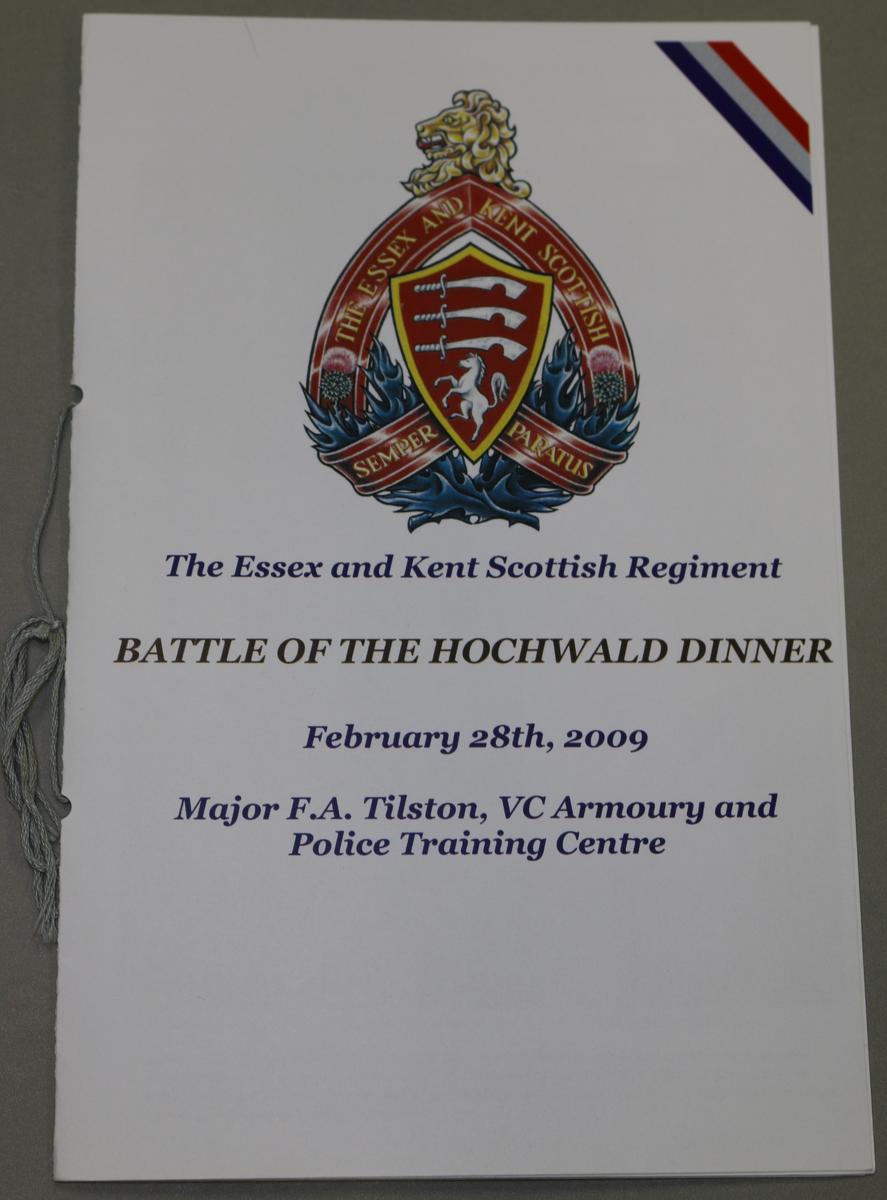 THE ESSEX AND KENT SCOTTISH
SEMPER PARATUS
The Essex and Kent Scottish Regiment
BATTLE OF THE HOCHWALD DINNER
February 28th, 2009
Major F.A. Tilston, VC Armoury and
Police Training Centre